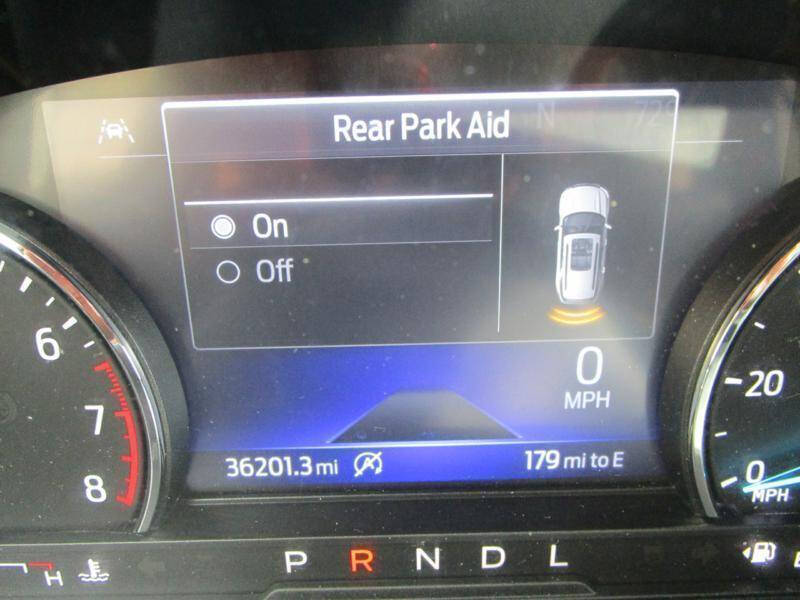 Rear Park Aid
N 72
On
Off
6
7
8
0
MPH
20
0
MPH
36201.3 mi
179 mi to E
P R N D L
H
E